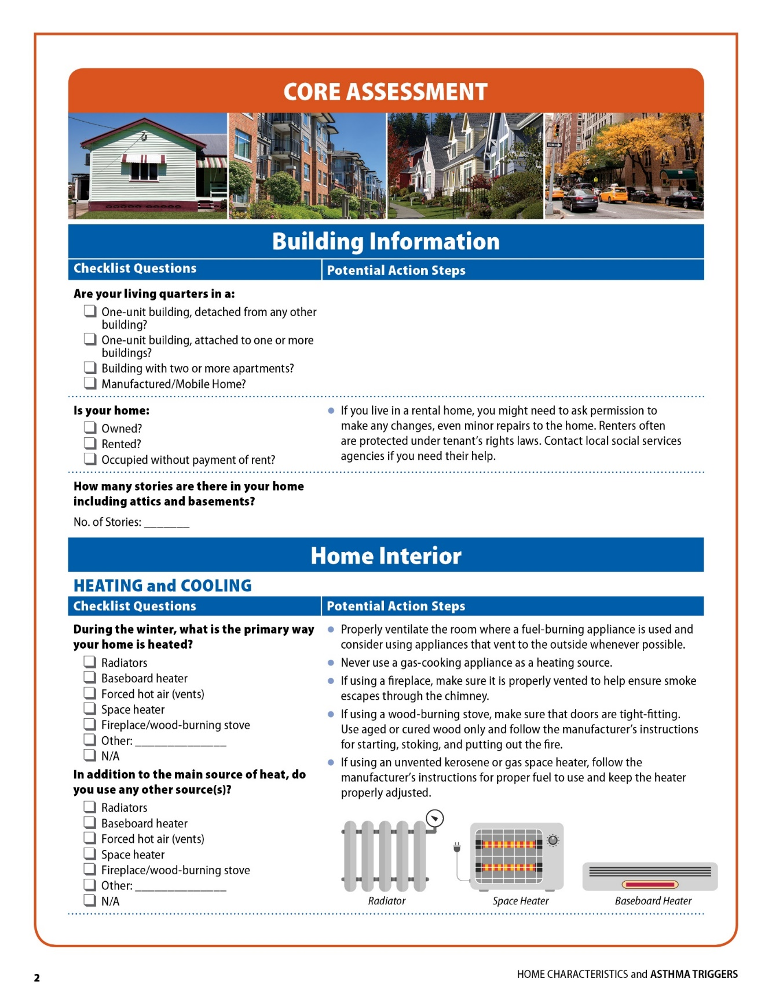 CORE ASSESSMENT
Building Information
Checklist Questions
Potential Action Steps
Are your living quarters in a:
One-unit building, detached from any other
building?
One-unit building, attached to one or more
buildings?
Building with two or more apartments?
Manufactured/Mobile Home?
Is your home:
Owned?
Rented?
Occupied without payment of rent?
● If you live in a rental home, you might need to ask permission to
make any changes, even minor repairs to the home. Renters often
are protected under tenant’s rights laws. Contact local social services
agencies if you need their help.
How many stories are there in your home
including attics and basements?
No. of Stories: _______
Home Interior
HEATING and COOLING
Checklist Questions
Potential Action Steps
During the winter, what is the primary way
your home is heated?
Radiators
Baseboard heater
Forced hot air (vents)
Space heater
Fireplace/wood-burning stove
Other: ______________
N/A
In addition to the main source of heat, do
you use any other source(s)?
Radiators
Baseboard heater
Forced hot air (vents)
Space heater
Fireplace/wood-burning stove
Other: ______________
N/A
● Properly ventilate the room where a fuel-burning appliance is used and
consider using appliances that vent to the outside whenever possible.
● Never use a gas-cooking appliance as a heating source.
● If using a fireplace, make sure it is properly vented to help ensure smoke
escapes through the chimney.
● If using a wood-burning stove, make sure that doors are tight-fitting.
Use aged or cured wood only and follow the manufacturer’s instructions
for starting, stoking, and putting out the fire.
● If using an unvented kerosene or gas space heater, follow the
manufacturer’s instructions for proper fuel to use and keep the heater
properly adjusted.
Radiator
Space Heater
Baseboard Heater
2
HOME CHARACTERISTICS and ASTHMA TRIGGERS